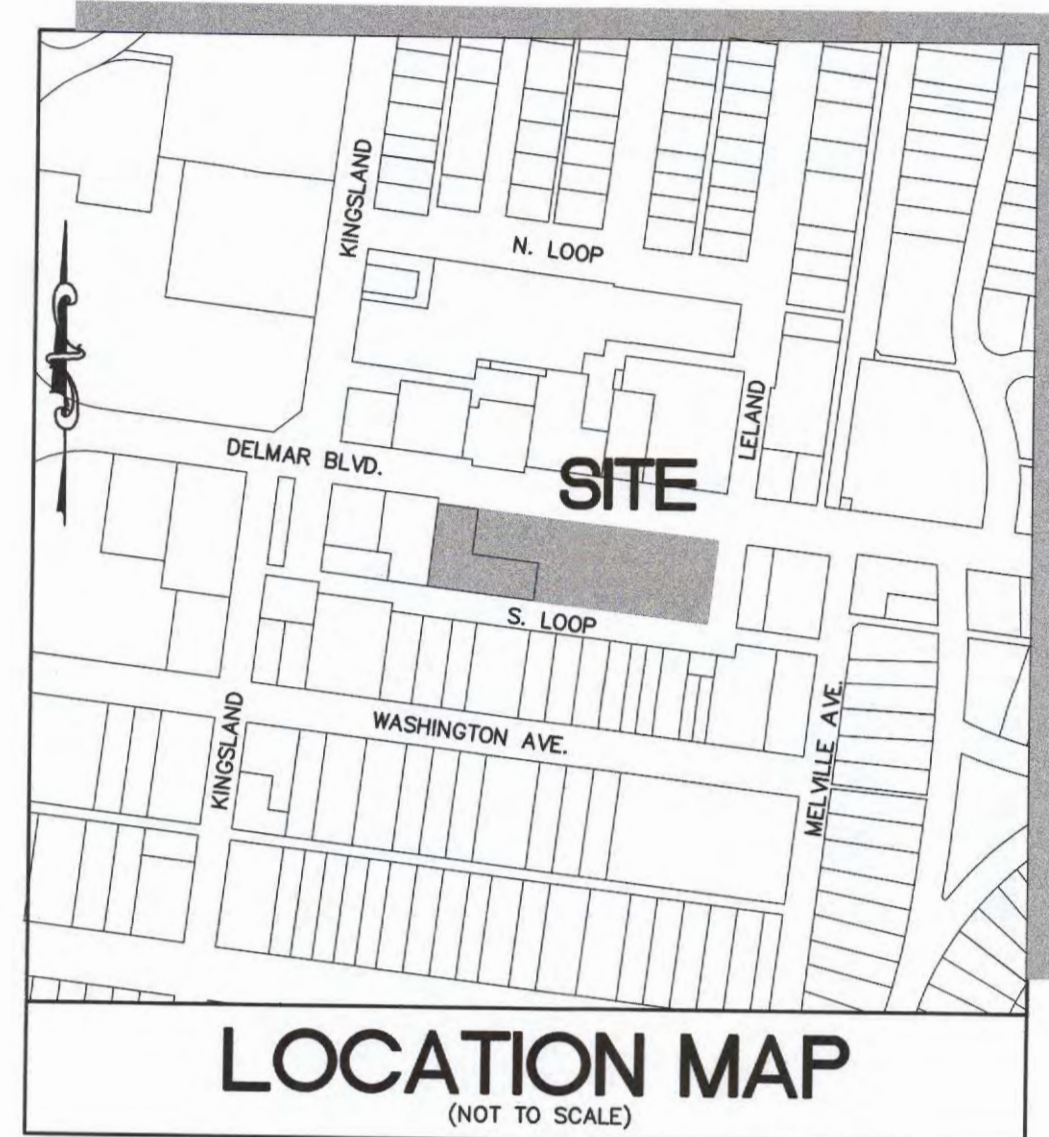 KINGSLAND
N. LOOP
LELAND
DELMAR BLVD.
SITE
S. LOOP
KINGSLAND
WASHINGTON AVE.
MELVILLE AVE.
LOCATION MAP
(NOT TO SCALE)